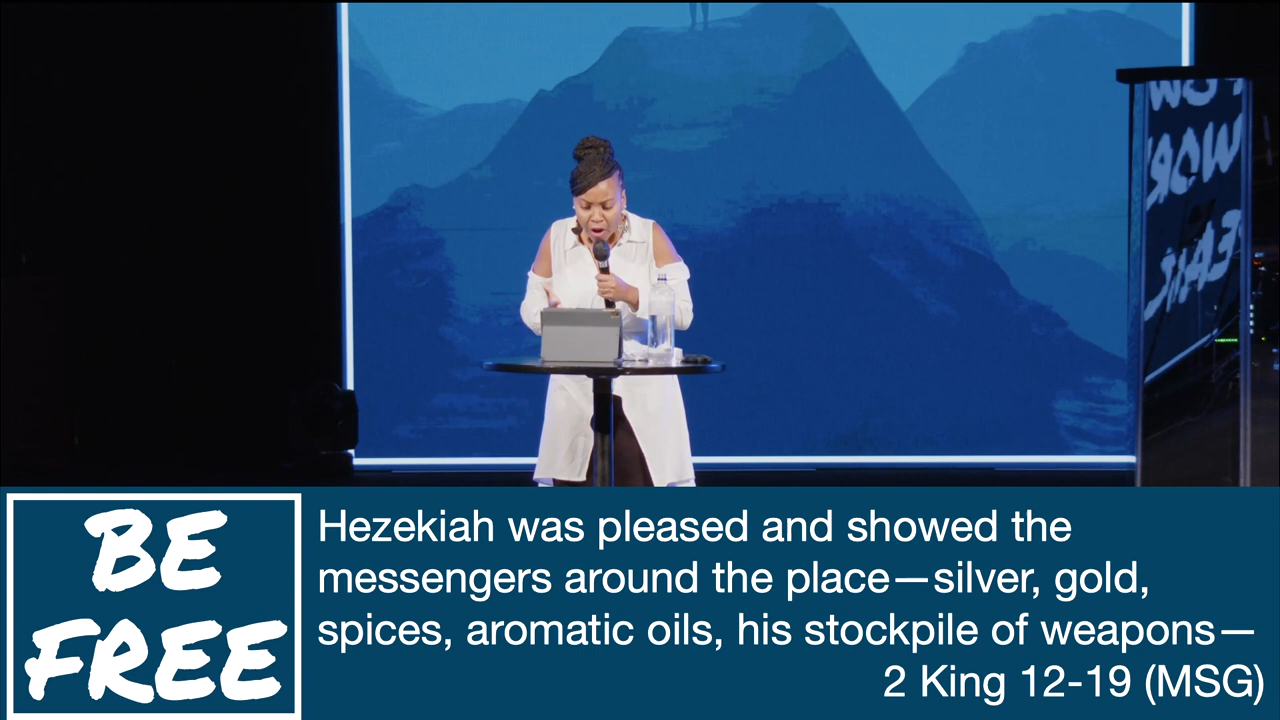 BE
FREE
Hezekiah was pleased and showed the
messengers around the place—silver, gold,
spices, aromatic oils, his stockpile of weapons—
2 King 12-19 (MSG)